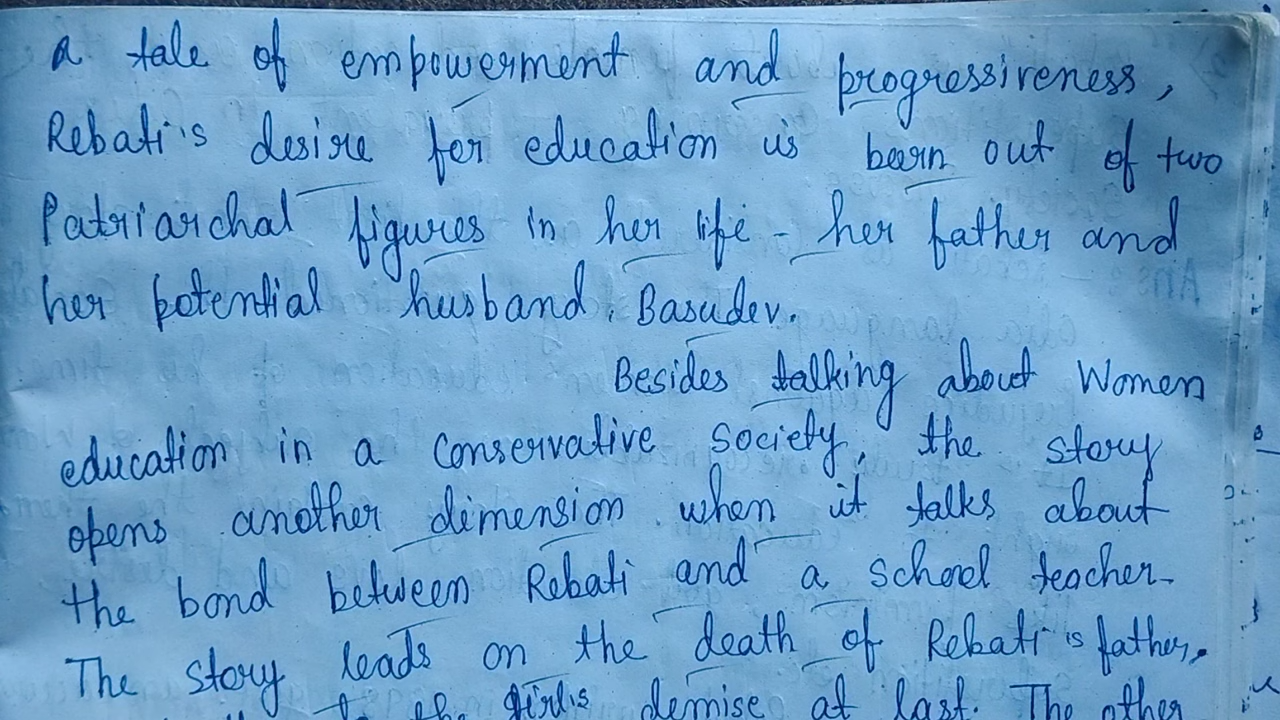 a tale of empowerment and progressiveness,
Rebati's desire for education is born out of two
Patriarchal figures in her life - her father and
her potential husband, Basudev.
Besides talking about Women
education in a conservative society, the story
opens another dimension when it talks about
the bond between Rebati and a school teacher.
The story leads on the death of Rebati's father,
to the girl's demise at last. The other